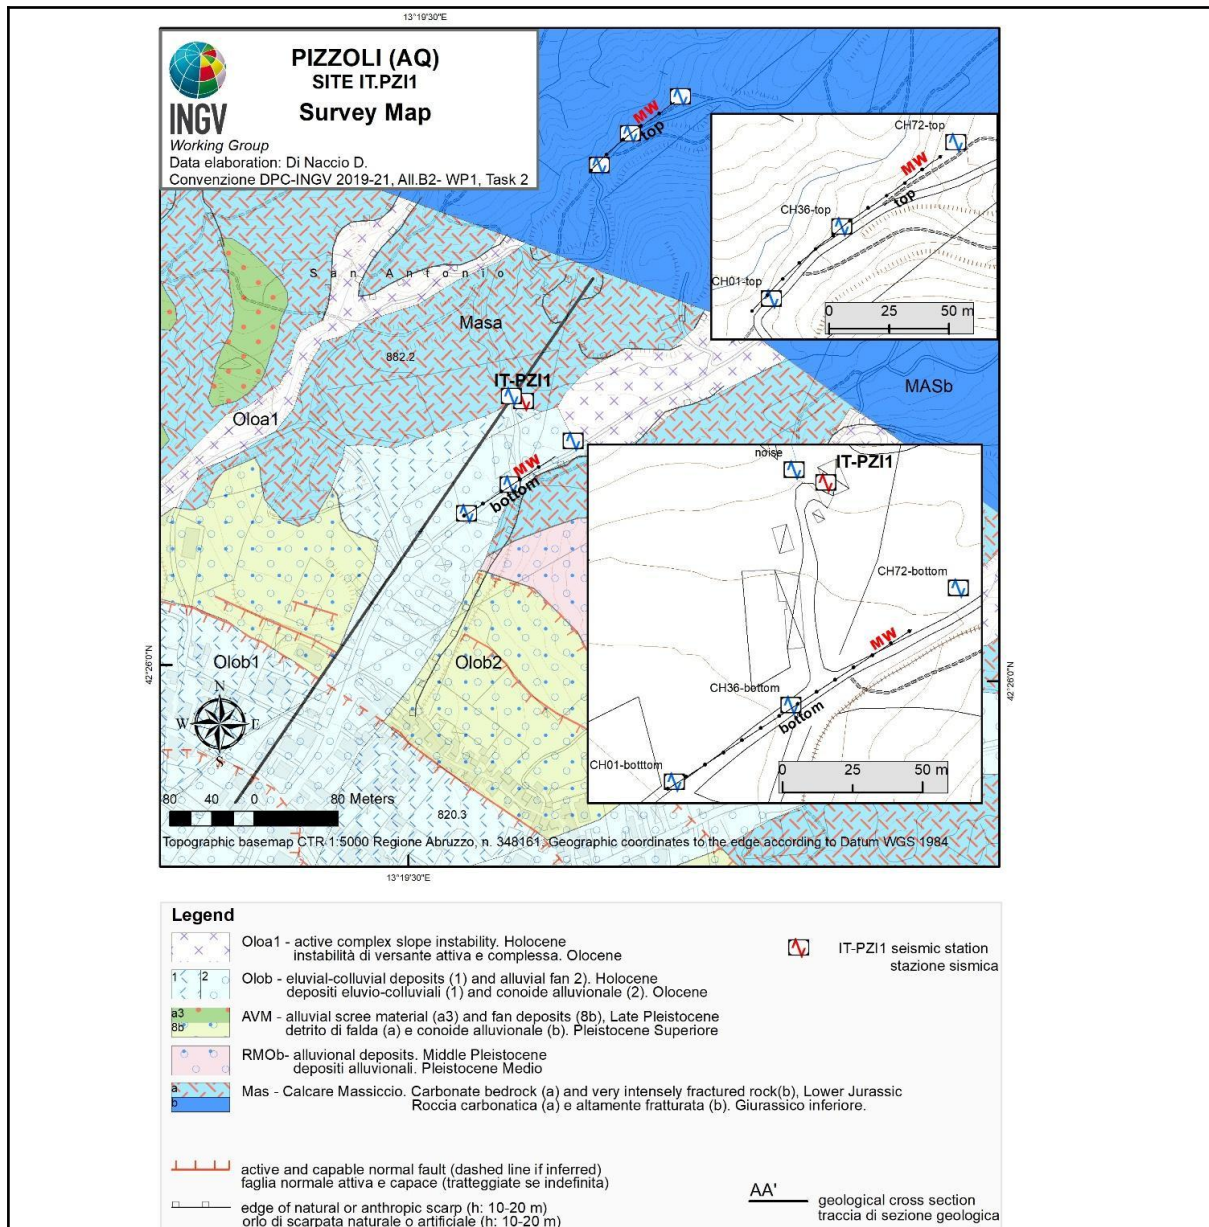 13°19'30"E
PIZZOLI (AQ)
SITE IT.PZI1
Survey Map
INGV
Working Group
Data elaboration: Di Naccio D.
Convenzione DPC-INGV 2019-21, All.B2- WP1, Task 2
MW
top
CH72-top
MW
top
CH36-top
CH01-top
0 25 50 m
San Antonio
Masa
882.2
MASb
IT-PZI1
Oloa1
MW
bottom
noise
IT-PZI1
CH72-bottom
MW
CH36-bottom
bottom
CH01-botttom
0 25 50 m
Olob1
Olob2
42°26'0"N
42°26'0"N
N
W E
S
80 40 0 80 Meters
820.3
Topographic basemap CTR 1:5000 Regione Abruzzo, n. 348161, Geographic coordinates to the edge according to Datum WGS 1984
13°19'30"E
Legend
Oloa1 - active complex slope instability. Holocene
instabilità di versante attiva e complessa. Olocene
IT-PZI1 seismic station
stazione sismica
1 2
Olob - eluvial-colluvial deposits (1) and alluvial fan 2). Holocene
depositi eluvio-colluviali (1) and conoide alluvionale (2). Olocene
a3
8b
AVM - alluvial scree material (a3) and fan deposits (8b), Late Pleistocene
detrito di falda (a) e conoide alluvionale (b). Pleistocene Superiore
RMOb- alluvional deposits. Middle Pleistocene
depositi alluvionali. Pleistocene Medio
a
b
Mas - Calcare Massiccio. Carbonate bedrock (a) and very intensely fractured rock(b), Lower Jurassic
Roccia carbonatica (a) e altamente fratturata (b). Giurassico inferiore.
active and capable normal fault (dashed line if inferred)
faglia normale attiva e capace (tratteggiate se indefinita)
edge of natural or anthropic scarp (h: 10-20 m)
orlo di scarpata naturale o artificiale (h: 10-20 m)
AA'
geological cross section
traccia di sezione geologica